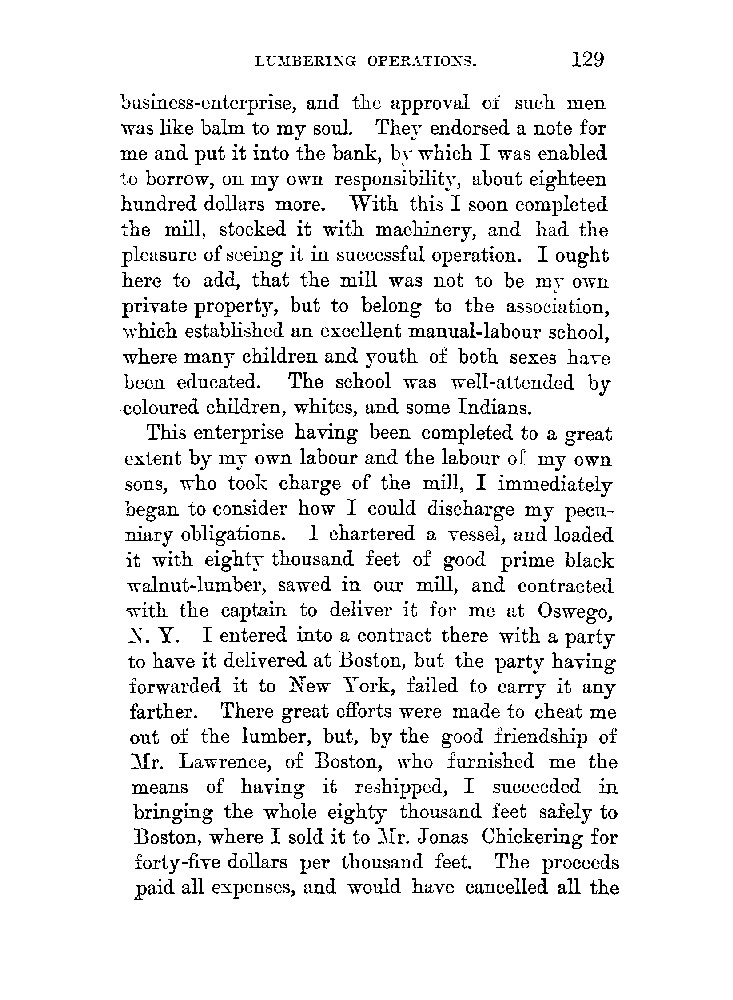 LUMBERING OPERATIONS. 129
business-enterprise, and the approval of such men
was like balm to my soul. They endorsed a note for
me and put it into the bank, by which I was enabled
to borrow, on my own responsibility, about eighteen
hundred dollars more. With this I soon completed
the mill, stocked it with machinery, and had the
pleasure of seeing it in successful operation. I ought
here to add, that the mill was not to be my own
private property, but to belong to the association,
which established an excellent manual-labour school,
where many children and youth of both sexes have
been educated. The school was well-attended by
coloured children, whites, and some Indians.
This enterprise having been completed to a great
extent by my own labour and the labour of my own
sons, who took charge of the mill, I immediately
began to consider how I could discharge my pecu-
niary obligations. I chartered a vessel, and loaded
it with eighty thousand feet of good prime black
walnut-lumber, sawed in our mill, and contracted
with the captain to deliver it for me at Oswego,
N. Y. I entered into a contract there with a party
to have it delivered at Boston, but the party having
forwarded it to New York, failed to carry it any
farther. There great efforts were made to cheat me
out of the lumber, but, by the good friendship of
Mr. Lawrence, of Boston, who furnished me the
means of having it reshipped, I succeeded in
bringing the whole eighty thousand feet safely to
Boston, where I sold it to Mr. Jonas Chickering for
forty-five dollars per thousand feet. The proceeds
paid all expenses, and would have cancelled all the